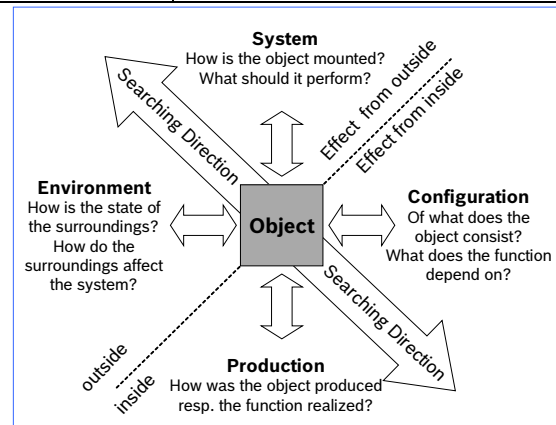 System
How is the object mounted?
What should it perform?
Searching Direction
Effect from outside
Effect from inside
Environment
How is the state of
the surroundings?
How do the
surroundings affect
the system?
Object
Configuration
Of what does the
object consist?
What does the function
depend on?
Searching Direction
outside
inside
Production
How was the object produced
resp. the function realized?